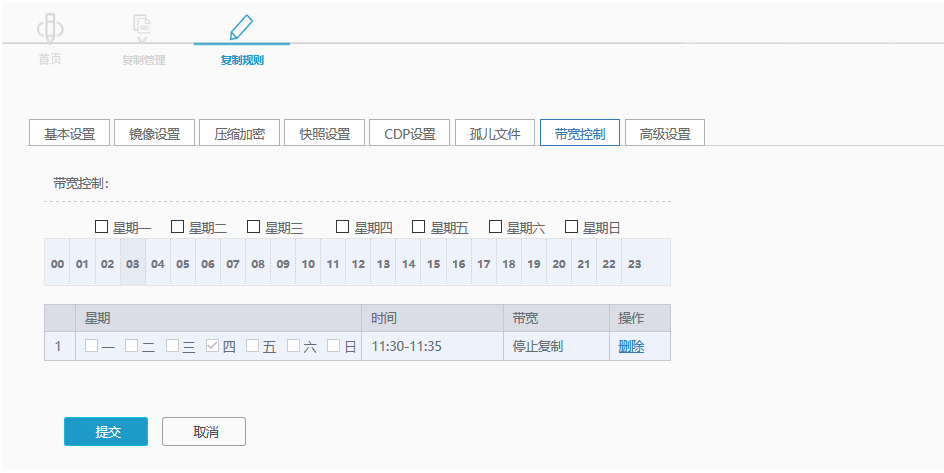 首页 复制管理 复制规则
基本设置 镜像设置 压缩加密 快照设置 CDP设置 孤儿文件 带宽控制 高级设置
带宽控制：
星期一 星期二 星期三 星期四 星期五 星期六 星期日
00 01 02 03 04 05 06 07 08 09 10 11 12 13 14 15 16 17 18 19 20 21 22 23
星期 时间 带宽 操作
1 一 二 三 四 五 六 日 11:30-11:35 停止复制 删除
提交 取消